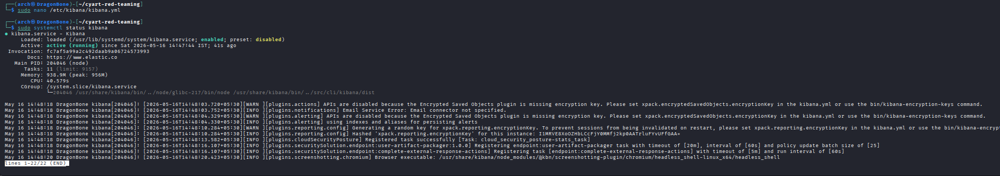 ┌──(arch㉿DragonBone)-[~/cyart-red-teaming]
└─$ sudo nano /etc/kibana/kibana.yml
┌──(arch㉿DragonBone)-[~/cyart-red-teaming]
└─$ sudo systemctl status kibana
● kibana.service - Kibana
Loaded: loaded (/usr/lib/systemd/system/kibana.service; enabled; preset: disabled)
Active: active (running) since Sat 2026-05-16 14:47:44 IST; 41s ago
Invocation: fc7af5a99a2c492daab9a06724573993
Docs: https://www.elastic.co
Main PID: 204046 (node)
Tasks: 11 (limit: 9157)
Memory: 938.9M (peak: 956M)
CPU: 40.579s
CGroup: /system.slice/kibana.service
└─204046 /usr/share/kibana/bin/../node/glibc-217/bin/node /usr/share/kibana/bin/../src/cli/kibana/dist
May 16 14:48:18 DragonBone kibana[204046]: [2026-05-16T14:48:03.720+05:30][WARN ][plugins.actions] APIs are disabled because the Encrypted Saved Objects plugin is missing encryption key. Please set xpack.encryptedSavedObjects.encryptionKey in the kibana.yml or use the bin/kibana-encryption-keys command.
May 16 14:48:18 DragonBone kibana[204046]: [2026-05-16T14:48:03.752+05:30][INFO ][plugins.notifications] Email Service Error: Email connector not specified.
May 16 14:48:18 DragonBone kibana[204046]: [2026-05-16T14:48:04.329+05:30][WARN ][plugins.alerting] APIs are disabled because the Encrypted Saved Objects plugin is missing encryption key. Please set xpack.encryptedSavedObjects.encryptionKey in the kibana.yml or use the bin/kibana-encryption-keys command.
May 16 14:48:18 DragonBone kibana[204046]: [2026-05-16T14:48:04.330+05:30][INFO ][plugins.alerting] using indexes and aliases for persisting alerts
May 16 14:48:18 DragonBone kibana[204046]: [2026-05-16T14:48:10.284+05:30][WARN ][plugins.reporting.config] Generating a random key for xpack.reporting.encryptionKey. To prevent sessions from being invalidated on restart, please set xpack.reporting.encryptionKey in the kibana.yml or use the bin/kibana-encrypt
May 16 14:48:18 DragonBone kibana[204046]: [2026-05-16T14:48:10.284+05:30][INFO ][plugins.reporting.config] Hashed 'xpack.reporting.encryptionKey' for this instance: I1MRVE8XoOZHbLCcFjY0MMfj2kp0AATrluFYvUFfGAA=
May 16 14:48:18 DragonBone kibana[204046]: [2026-05-16T14:48:13.582+05:30][INFO ][plugins.cloudSecurityPosture] Registered task successfully [Task: cloud_security_posture-stats_task]
May 16 14:48:18 DragonBone kibana[204046]: [2026-05-16T14:48:16.107+05:30][INFO ][plugins.securitySolution.endpoint:user-artifact-packager:1.0.0] Registering endpoint:user-artifact-packager task with timeout of [20m], interval of [60s] and policy update batch size of [25]
May 16 14:48:18 DragonBone kibana[204046]: [2026-05-16T14:48:16.107+05:30][INFO ][plugins.securitySolution.endpoint:complete-external-response-actions] Registering task [endpoint:complete-external-response-actions] with timeout of [5m] and run interval of [60s]
May 16 14:48:20 DragonBone kibana[204046]: [2026-05-16T14:48:20.423+05:30][INFO ][plugins.screenshotting.chromium] Browser executable: /usr/share/kibana/node_modules/@kbn/screenshotting-plugin/chromium/headless_shell-linux_x64/headless_shell
lines 1-22/22 (END)